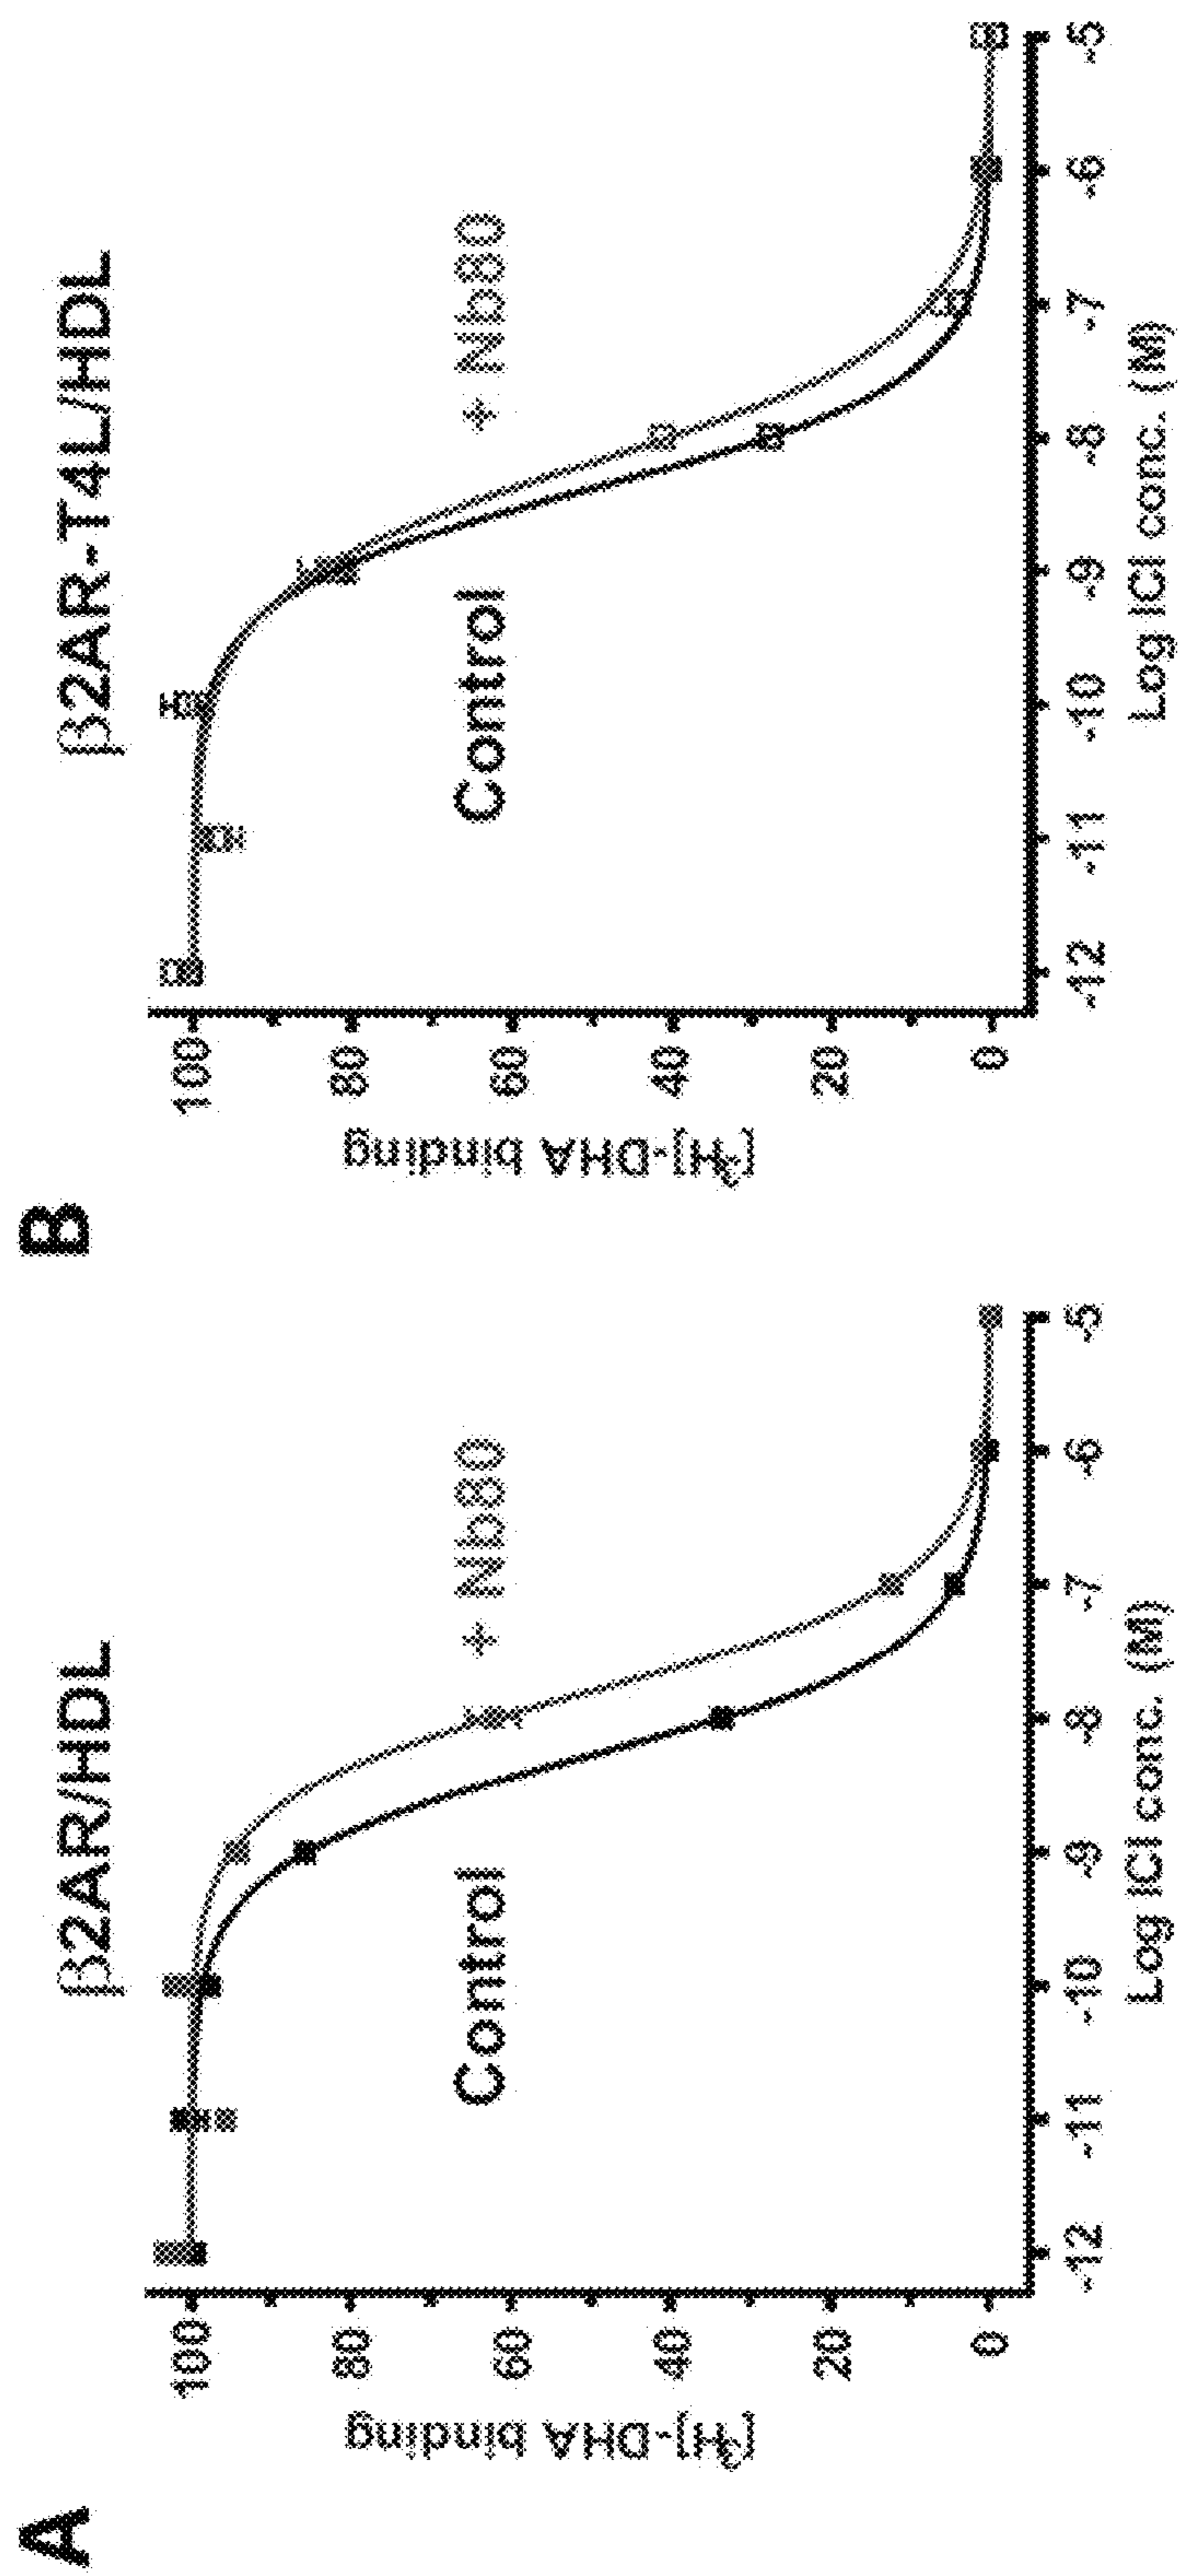 A
β2AR/HDL
[³H]-DHA binding
100
80
60
40
20
0
Control
+ Nb80
-12 -11 -10 -9 -8 -7 -6 -5
Log ICI conc. (M)
B
β2AR-T4L/HDL
[³H]-DHA binding
100
80
60
40
20
0
Control
+ Nb80
-12 -11 -10 -9 -8 -7 -6 -5
Log ICI conc. (M)